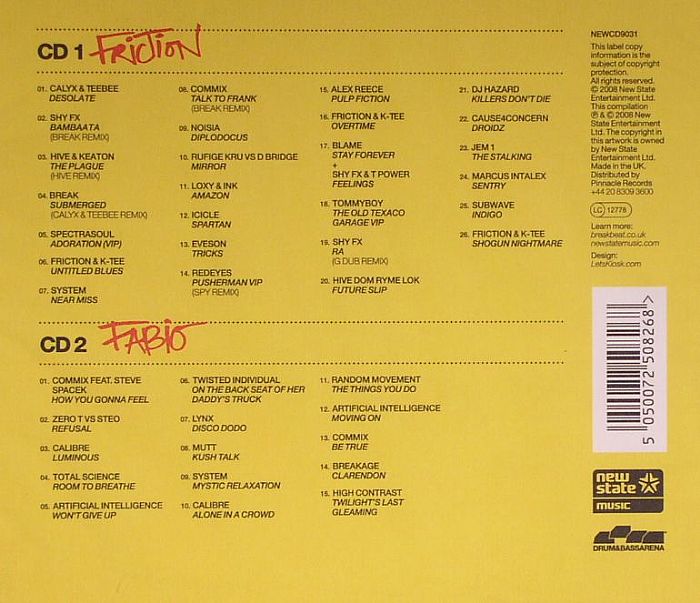 CD 1 FRICTION
01. CALYX & TEEBEE
DESOLATE
02. SHY FX
BAMBAATA
(BREAK REMIX)
03. HIVE & KEATON
THE PLAGUE
(HIVE REMIX)
04. BREAK
SUBMERGED
(CALYX & TEEBEE REMIX)
05. SPECTRASOUL
ADORATION (VIP)
06. FRICTION & K-TEE
UNTITLED BLUES
07. SYSTEM
NEAR MISS
08. COMMIX
TALK TO FRANK
(BREAK REMIX)
09. NOISIA
DIPLODOCUS
10. RUFIGE KRU VS D BRIDGE
MIRROR
11. LOXY & INK
AMAZON
12. ICICLE
SPARTAN
13. EVESON
TRICKS
14. REDEYES
PUSHERMAN VIP
(SPY REMIX)
15. ALEX REECE
PULP FICTION
16. FRICTION & K-TEE
OVERTIME
17. BLAME
STAY FOREVER
+
SHY FX & T POWER
FEELINGS
18. TOMMYBOY
THE OLD TEXACO
GARAGE VIP
19. SHY FX
RA
(G DUB REMIX)
20. HIVE DOM RYME LOK
FUTURE SLIP
21. DJ HAZARD
KILLERS DON'T DIE
22. CAUSE4CONCERN
DROIDZ
23. JEM 1
THE STALKING
24. MARCUS INTALEX
SENTRY
25. SUBWAVE
INDIGO
26. FRICTION & K-TEE
SHOGUN NIGHTMARE
CD 2 FABIO
01. COMMIX FEAT. STEVE
SPACEK
HOW YOU GONNA FEEL
02. ZERO T VS STEO
REFUSAL
03. CALIBRE
LUMINOUS
04. TOTAL SCIENCE
ROOM TO BREATHE
05. ARTIFICIAL INTELLIGENCE
WON'T GIVE UP
06. TWISTED INDIVIDUAL
ON THE BACK SEAT OF HER
DADDY'S TRUCK
07. LYNX
DISCO DODO
08. MUTT
KUSH TALK
09. SYSTEM
MYSTIC RELAXATION
10. CALIBRE
ALONE IN A CROWD
11. RANDOM MOVEMENT
THE THINGS YOU DO
12. ARTIFICIAL INTELLIGENCE
MOVING ON
13. COMMIX
BE TRUE
14. BREAKAGE
CLARENDON
15. HIGH CONTRAST
TWILIGHT'S LAST
GLEAMING
NEWCD9031
This label copy
information is the
subject of copyright
protection.
All rights reserved.
© 2008 New State
Entertainment Ltd.
This compilation
℗ & © 2008 New
State Entertainment
Ltd. The copyright in
this artwork is owned
by New State
Entertainment Ltd.
Made in the UK.
Distributed by
Pinnacle Records
+44 20 8309 3600
LC 12778
Learn more:
breakbeat.co.uk
newstatemusic.com
Design:
LetsKiosk.com
5 050072 508268 >
new
state
music
DRUM&BASSARENA